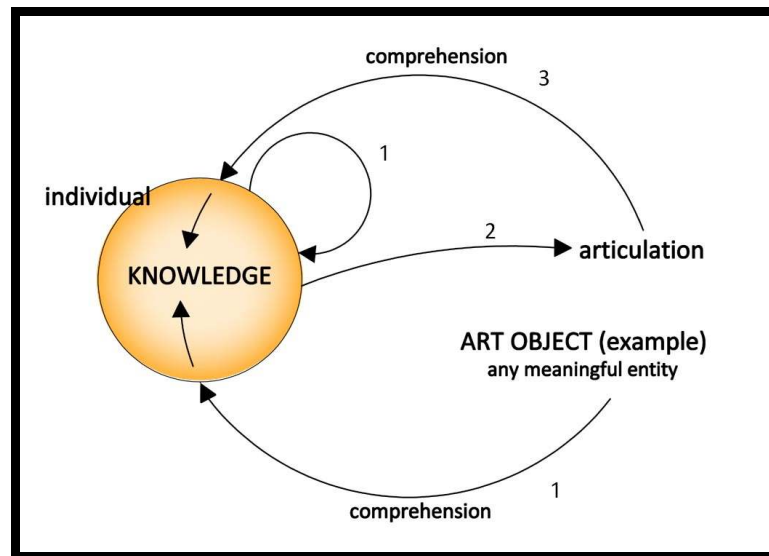 comprehension
3
1
individual
2
articulation
KNOWLEDGE
ART OBJECT (example)
any meaningful entity
1
comprehension